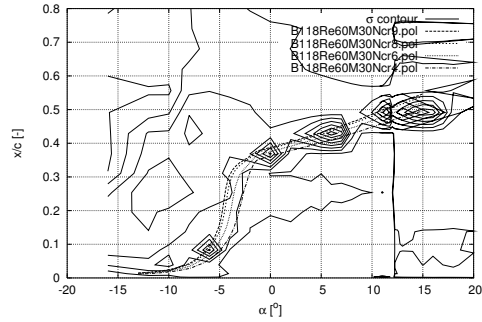 σ contour
B118Re60M30Ncr9.pol
B118Re60M30Ncr8.pol
B118Re60M30Ncr6.pol
B118Re60M30Ncr4.pol
0.8
0.7
0.6
0.5
0.4
0.3
0.2
0.1
0
x/c [-]
-20 -15 -10 -5 0 5 10 15 20
α [°]